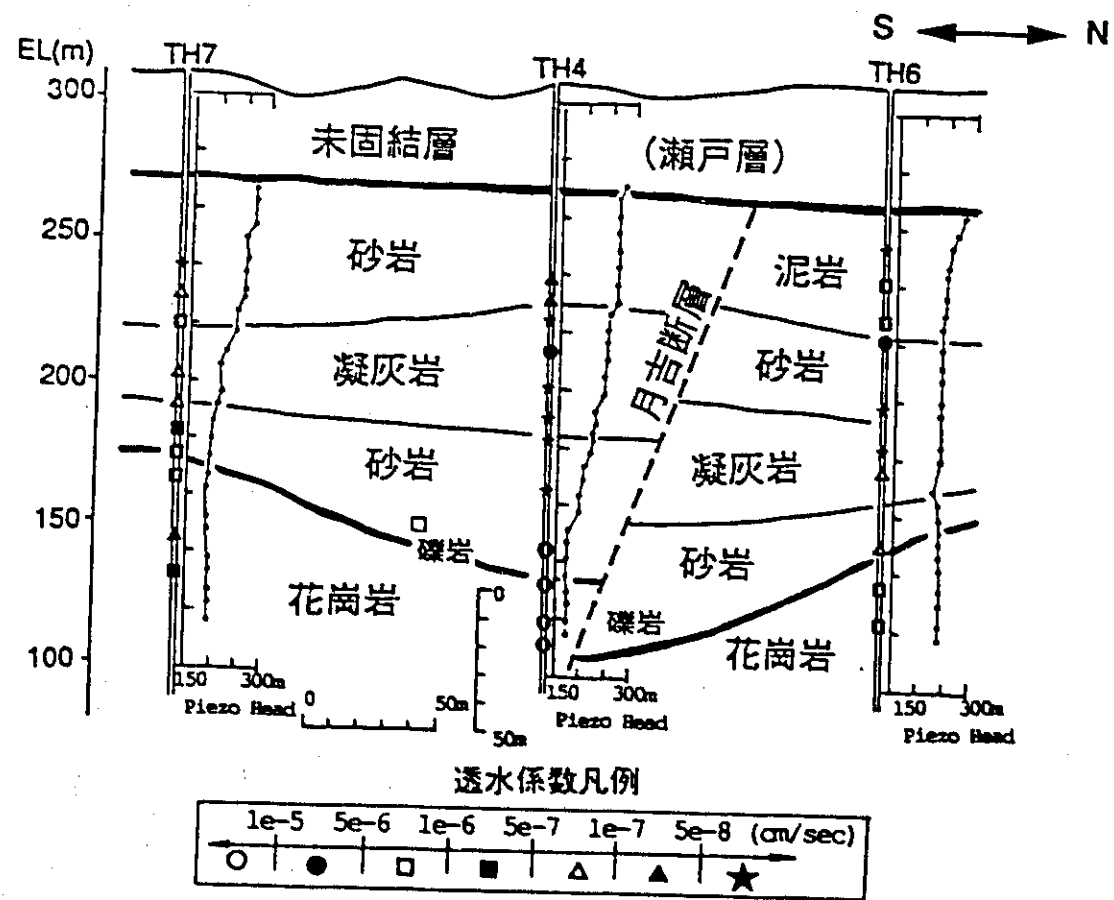 S N
EL(m)
TH7
TH4
TH6
300
未固結層
(瀬戸層)
250
砂岩
泥岩
月吉断層
200
凝灰岩
砂岩
砂岩
凝灰岩
150
礫岩
砂岩
花崗岩
礫岩
花崗岩
100
150 300m
Piezo Head
0 50m
0
50m
150 300m
Piezo Head
150 300m
Piezo Head
透水係数凡例
1e-5 5e-6 1e-6 5e-7 1e-7 5e-8 (cm/sec)